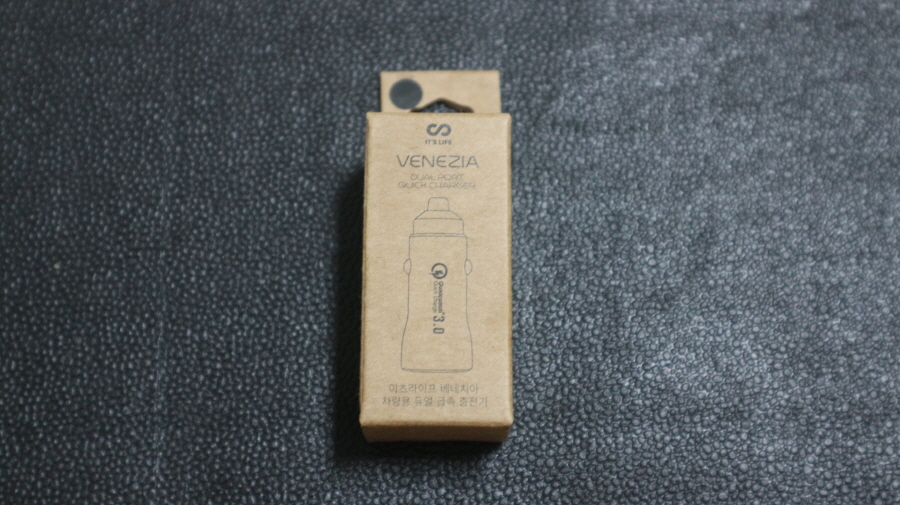 IT'S LIFE
VENEZIA
DUAL PORT
QUICK CHARGER
Qualcomm
Quick Charge
3.0
이츠라이프 베네치아
차량용 듀얼 급속 충전기